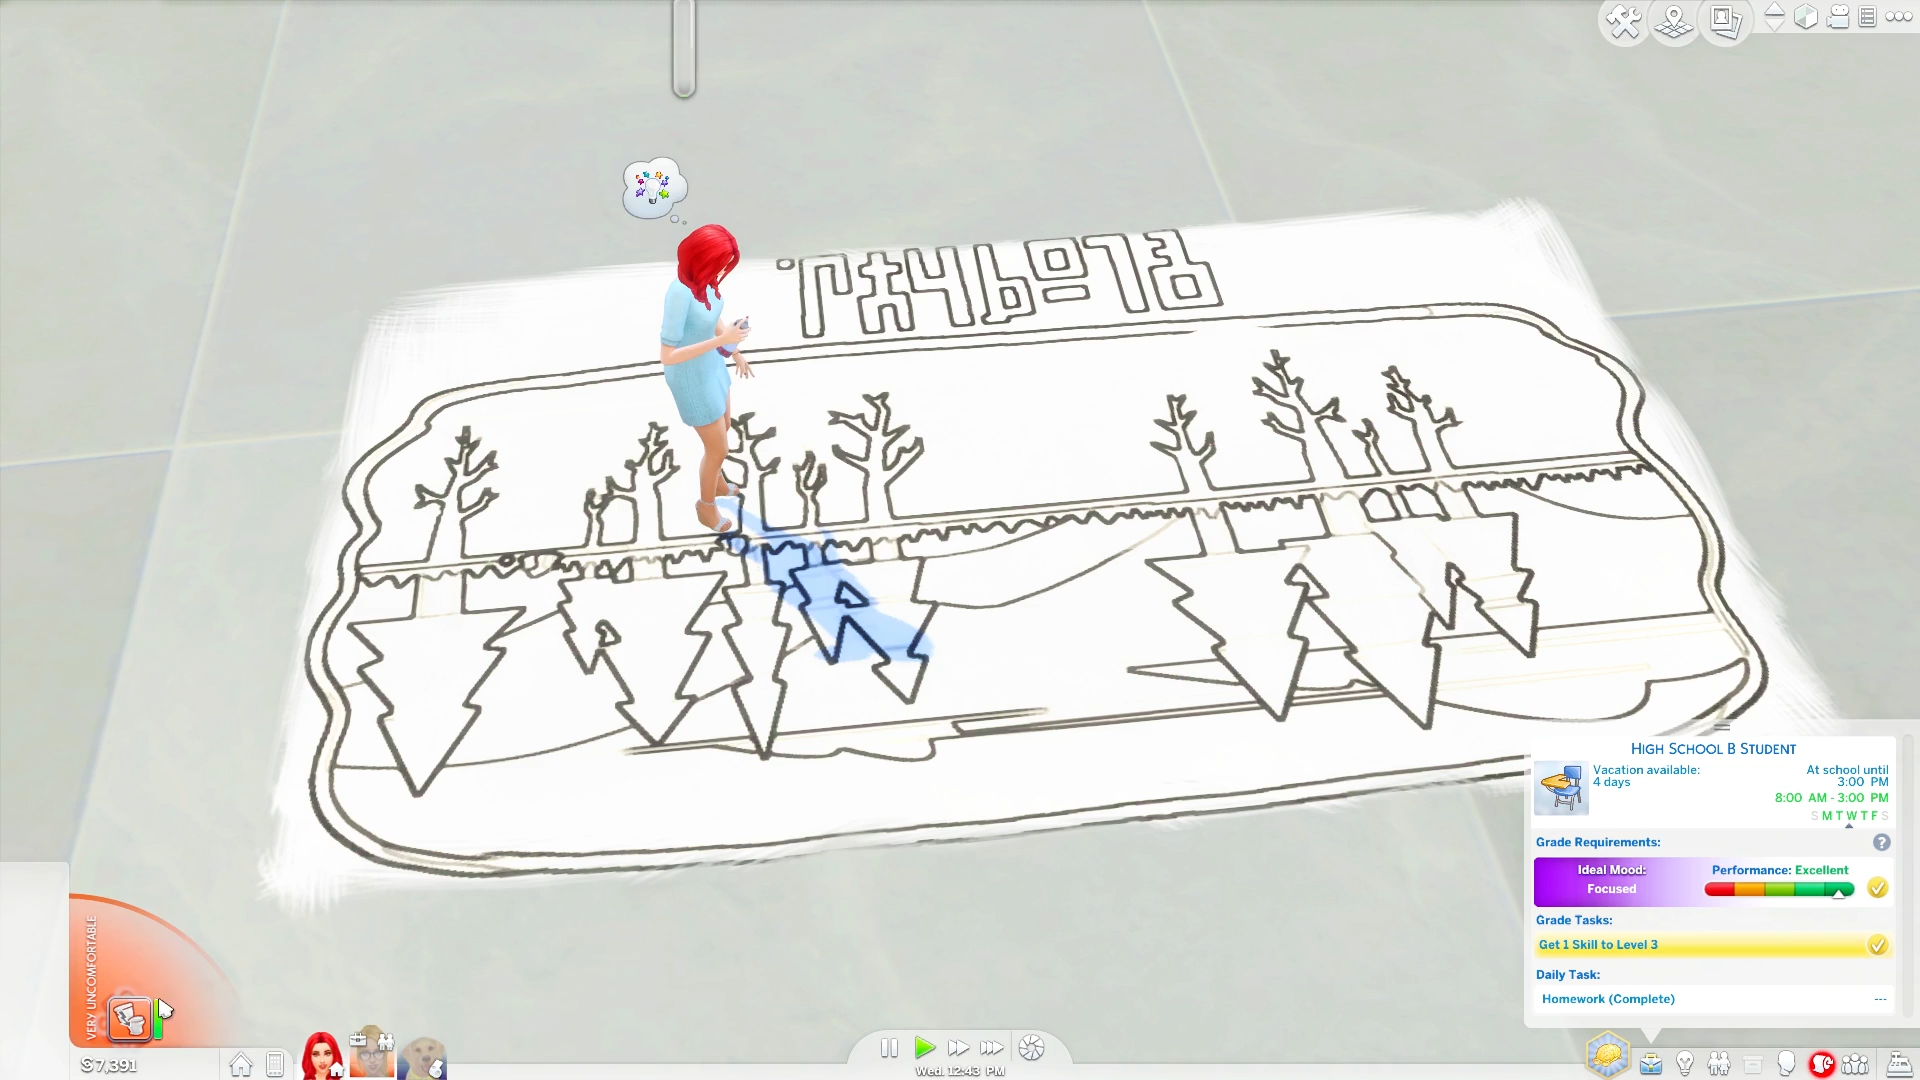 HIGH SCHOOL B STUDENT
Vacation available:
4 days
At school until
3:00 PM
8:00 AM - 3:00 PM
S M T W T F S
Grade Requirements:
?
Ideal Mood:
Focused
Performance: Excellent
Grade Tasks:
Get 1 Skill to Level 3
Daily Task:
Homework (Complete)
---
VERY UNCOMFORTABLE
§7,391
Wed. 12:43 PM